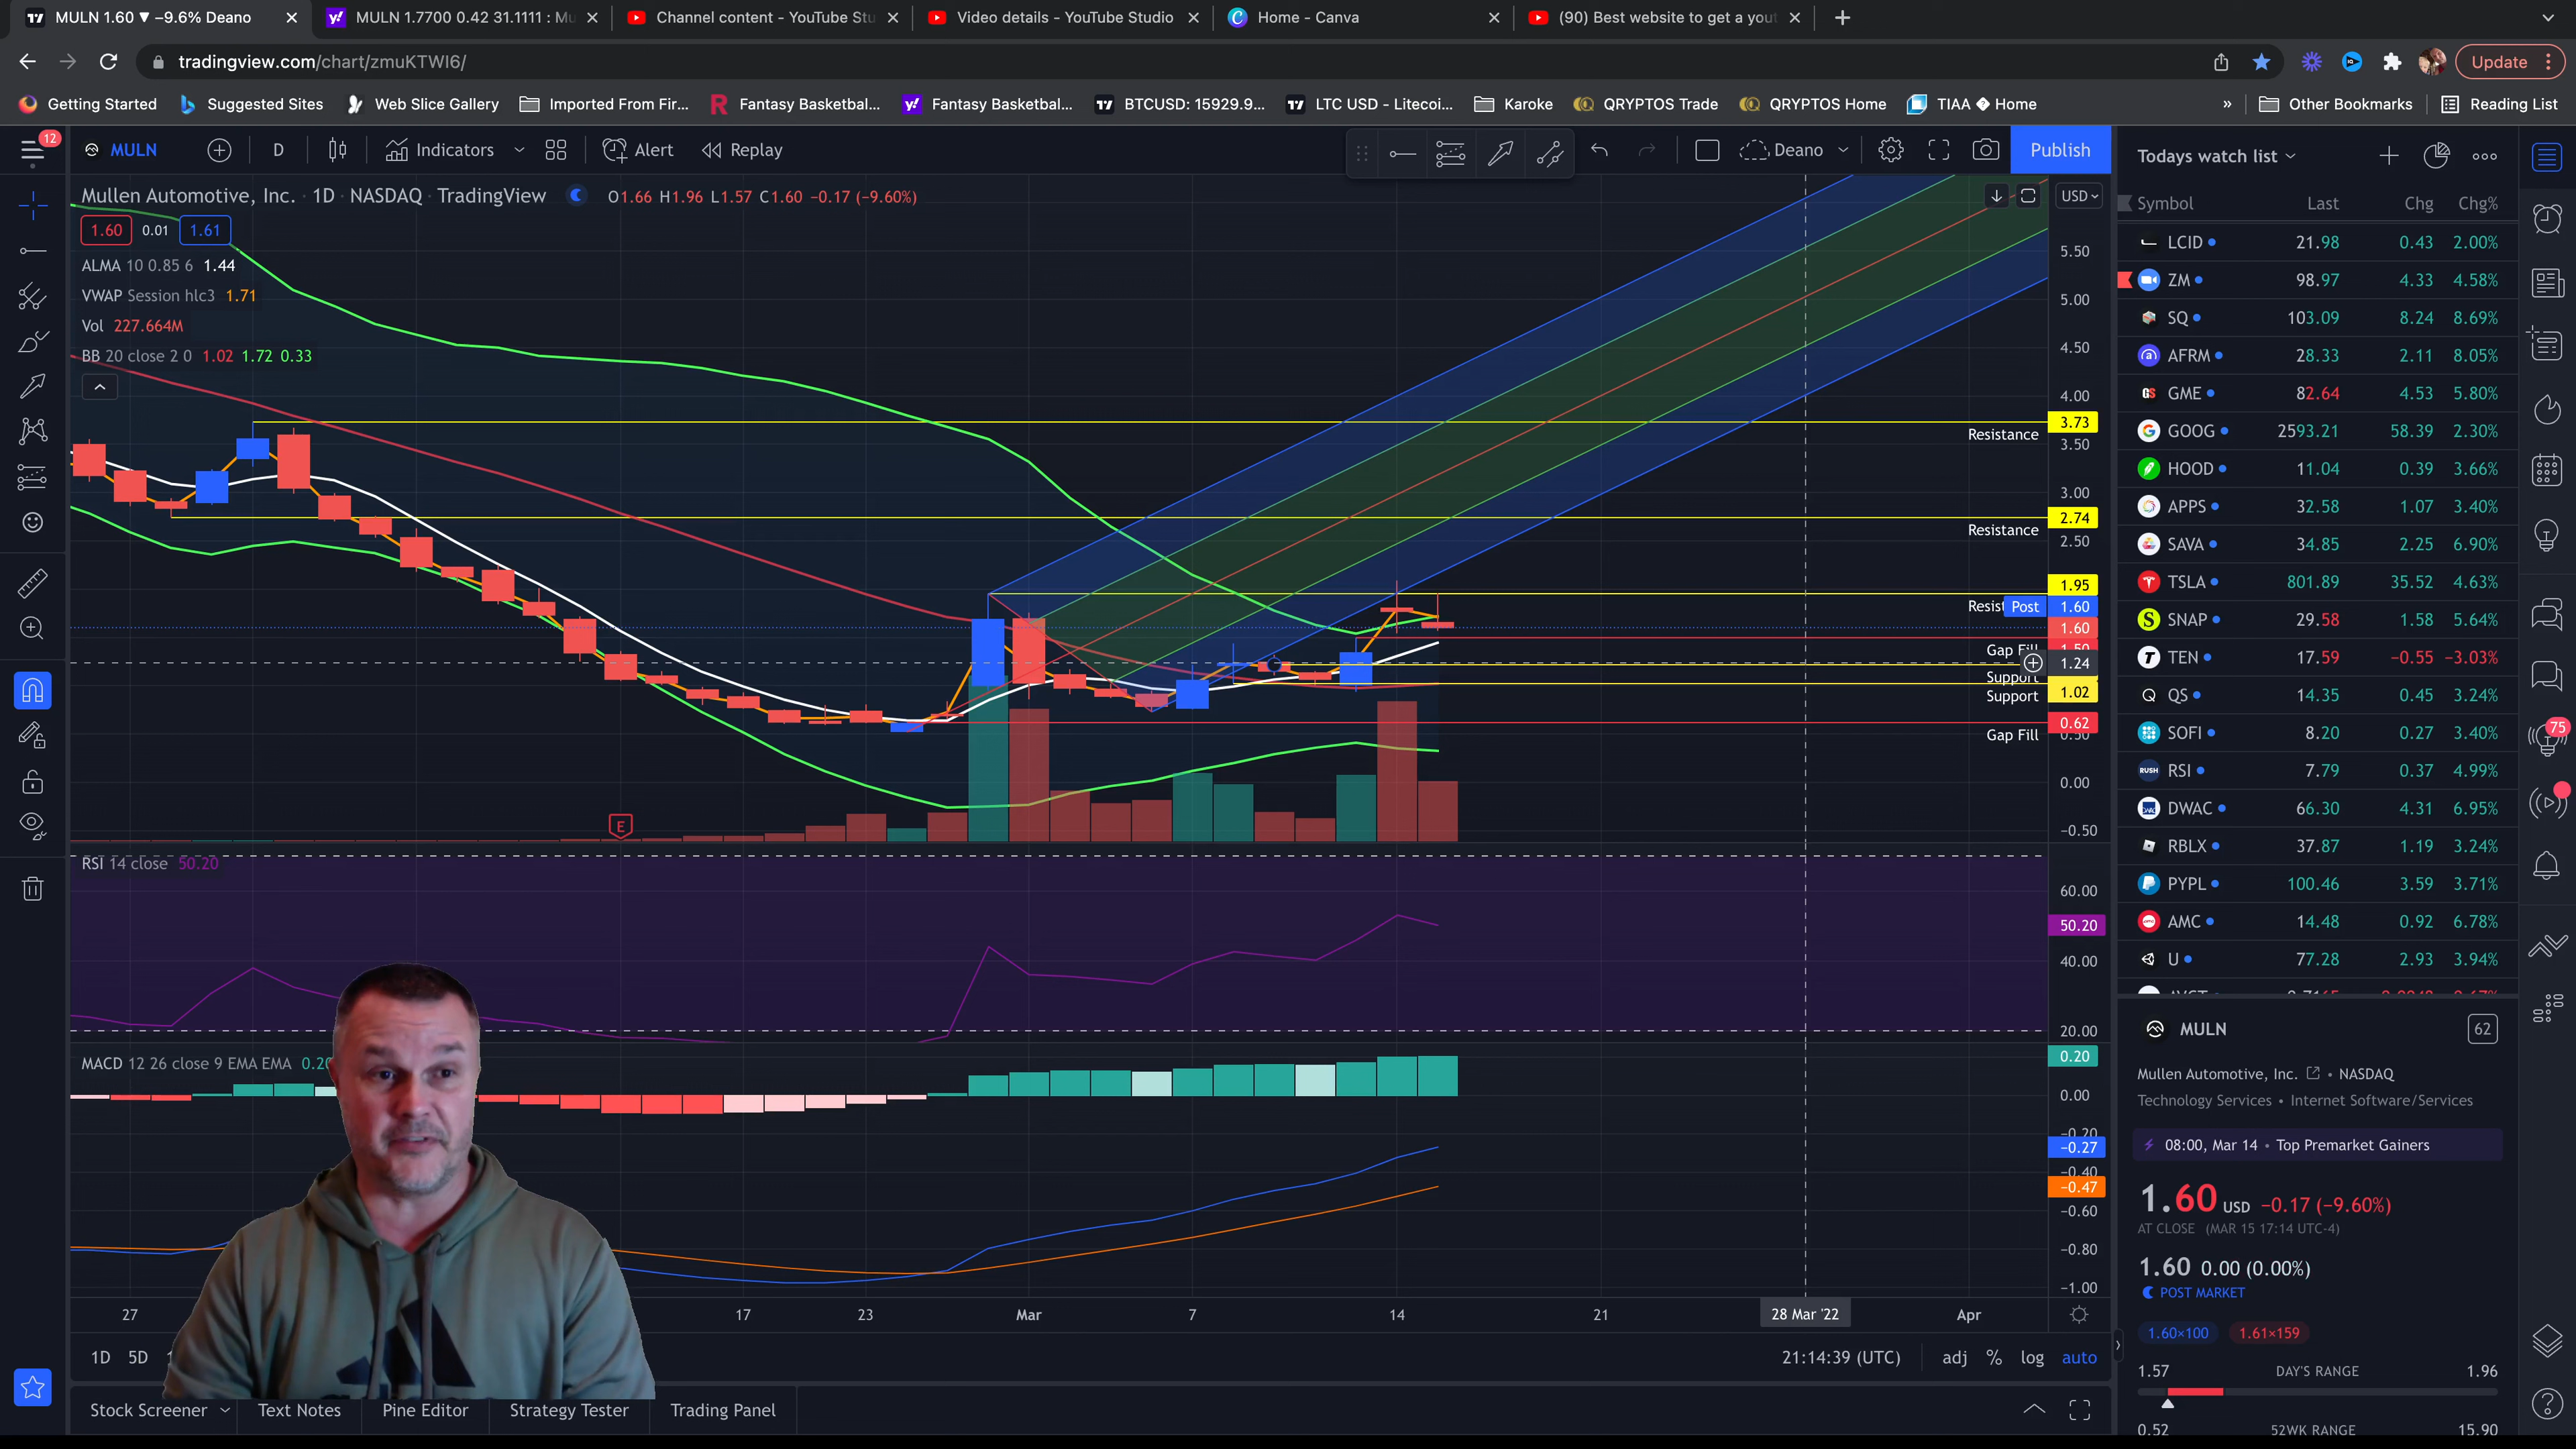 MULN 1.60 ▼ −9.6% Deano
MULN 1.7700 0.42 31.1111 : Mu
Channel content - YouTube Stu
Video details - YouTube Studio
Home - Canva
(90) Best website to get a yout
tradingview.com/chart/zmuKTWI6/
Update
Getting Started
Suggested Sites
Web Slice Gallery
Imported From Fir...
Fantasy Basketbal...
Fantasy Basketbal...
BTCUSD: 15929.9...
LTC USD - Litecoi...
Karoke
QRYPTOS Trade
QRYPTOS Home
TIAA � Home
»
Other Bookmarks
Reading List
12
MULN
D
Indicators
Alert
Replay
Deano
Publish
Mullen Automotive, Inc. · 1D · NASDAQ · TradingView
O1.66 H1.96 L1.57 C1.60 −0.17 (−9.60%)
1.60 0.01 1.61
ALMA 10 0.85 6 1.44
VWAP Session hlc3 1.71
Vol 227.664M
BB 20 close 2 0 1.02 1.72 0.33
USD
5.50
5.00
4.50
4.00
3.73
Resistance
3.50
3.00
2.74
Resistance
2.50
1.95
Post 1.60
1.60
Gap Fill
1.24
Support
1.02
Support
0.62
Gap Fill
0.50
0.00
−0.50
E
RSI 14 close 50.20
60.00
50.20
40.00
20.00
MACD 12 26 close 9 EMA EMA 0.20
0.20
0.00
−0.20
−0.27
−0.40
−0.47
−0.60
−0.80
−1.00
27
17
23
Mar
7
14
21
28 Mar '22
Apr
1D 5D
21:14:39 (UTC)
adj % log auto
Stock Screener
Text Notes
Pine Editor
Strategy Tester
Trading Panel
Todays watch list
Symbol Last Chg Chg%
LCID 21.98 0.43 2.00%
ZM 98.97 4.33 4.58%
SQ 103.09 8.24 8.69%
AFRM 28.33 2.11 8.05%
GME 82.64 4.53 5.80%
GOOG 2593.21 58.39 2.30%
HOOD 11.04 0.39 3.66%
APPS 32.58 1.07 3.40%
SAVA 34.85 2.25 6.90%
TSLA 801.89 35.52 4.63%
SNAP 29.58 1.58 5.64%
TEN 17.59 −0.55 −3.03%
QS 14.35 0.45 3.24%
SOFI 8.20 0.27 3.40%
RSI 7.79 0.37 4.99%
DWAC 66.30 4.31 6.95%
RBLX 37.87 1.19 3.24%
PYPL 100.46 3.59 3.71%
AMC 14.48 0.92 6.78%
U 77.28 2.93 3.94%
75
MULN
62
Mullen Automotive, Inc. • NASDAQ
Technology Services • Internet Software/Services
08:00, Mar 14 • Top Premarket Gainers
1.60 USD −0.17 (−9.60%)
AT CLOSE (MAR 15 17:14 UTC-4)
1.60 0.00 (0.00%)
POST MARKET
1.60×100 1.61×159
1.57 DAY'S RANGE 1.96
0.52 52WK RANGE 15.90